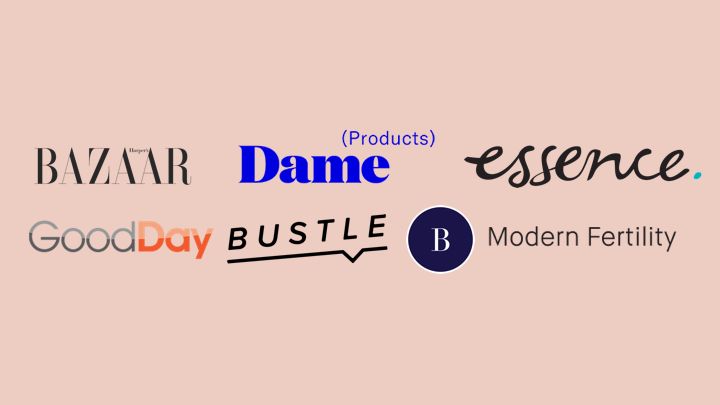 Harper's
BAZAAR
Dame
(Products)
essence.
GoodDay
BUSTLE
B
Modern Fertility